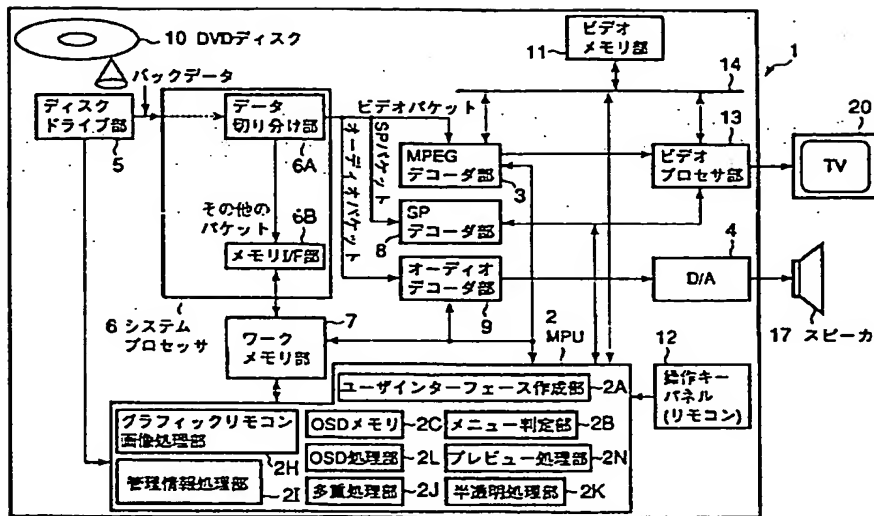 10 DVDディスク
パックデータ
ディスク
ドライブ部
5
データ
切り分け部
6A
その他の
パケット
6B
メモリI/F部
6 システム
プロセッサ
ビデオパケット
SPパケット
オーディオパケット
ビデオ
メモリ部
11
14
1
MPEG
デコーダ部
3
SP
デコーダ部
8
オーディオ
デコーダ部
9
ビデオ
プロセサ部
13
20
TV
4
D/A
17 スピーカ
7
ワーク
メモリ部
2
MPU
12
操作キー
パネル
(リモコン)
ユーザインターフェース作成部
2A
グラフィックリモコン
画像処理部
2H
管理情報処理部
2I
OSDメモリ
2C
メニュー判定部
2B
OSD処理部
2L
プレビュー処理部
2N
多重処理部
2J
半透明処理部
2K